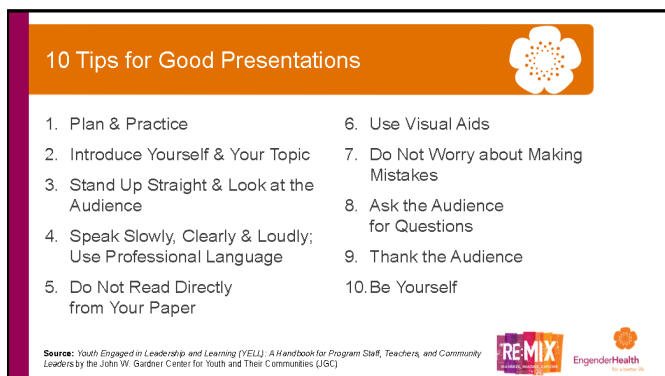 10 Tips for Good Presentations
1. Plan & Practice
2. Introduce Yourself & Your Topic
3. Stand Up Straight & Look at the
Audience
4. Speak Slowly, Clearly & Loudly;
Use Professional Language
5. Do Not Read Directly
from Your Paper
6. Use Visual Aids
7. Do Not Worry about Making
Mistakes
8. Ask the Audience
for Questions
9. Thank the Audience
10. Be Yourself
Source: Youth Engaged in Leadership and Learning (YELL): A Handbook for Program Staff, Teachers, and Community
Leaders by the John W. Gardner Center for Youth and Their Communities (JGC)
RE:MIX
EngenderHealth
for a better life